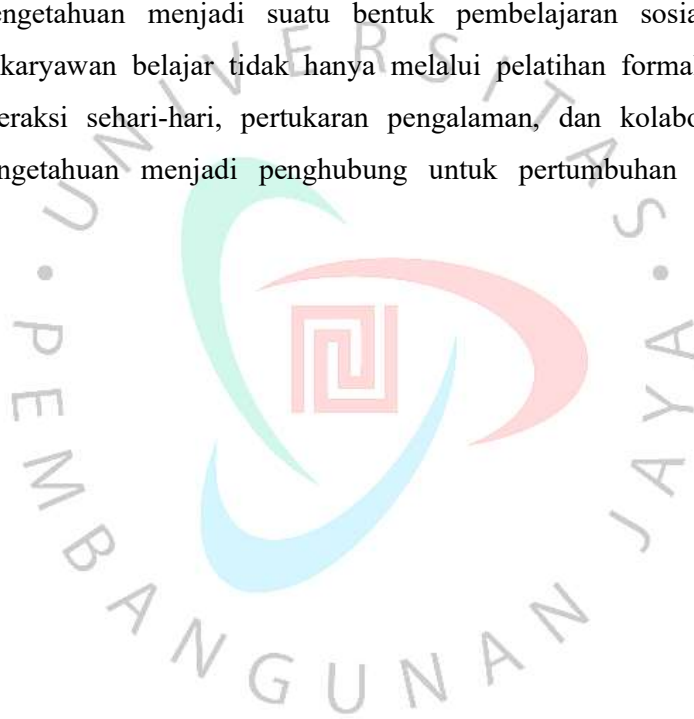 engetahuan menjadi suatu bentuk pembelajaran sosia
karyawan belajar tidak hanya melalui pelatihan forma
eraksi sehari-hari, pertukaran pengalaman, dan kolabo
ngetahuan menjadi penghubung untuk pertumbuhan
UNIVERSITAS
PEMBANGUNAN JAYA